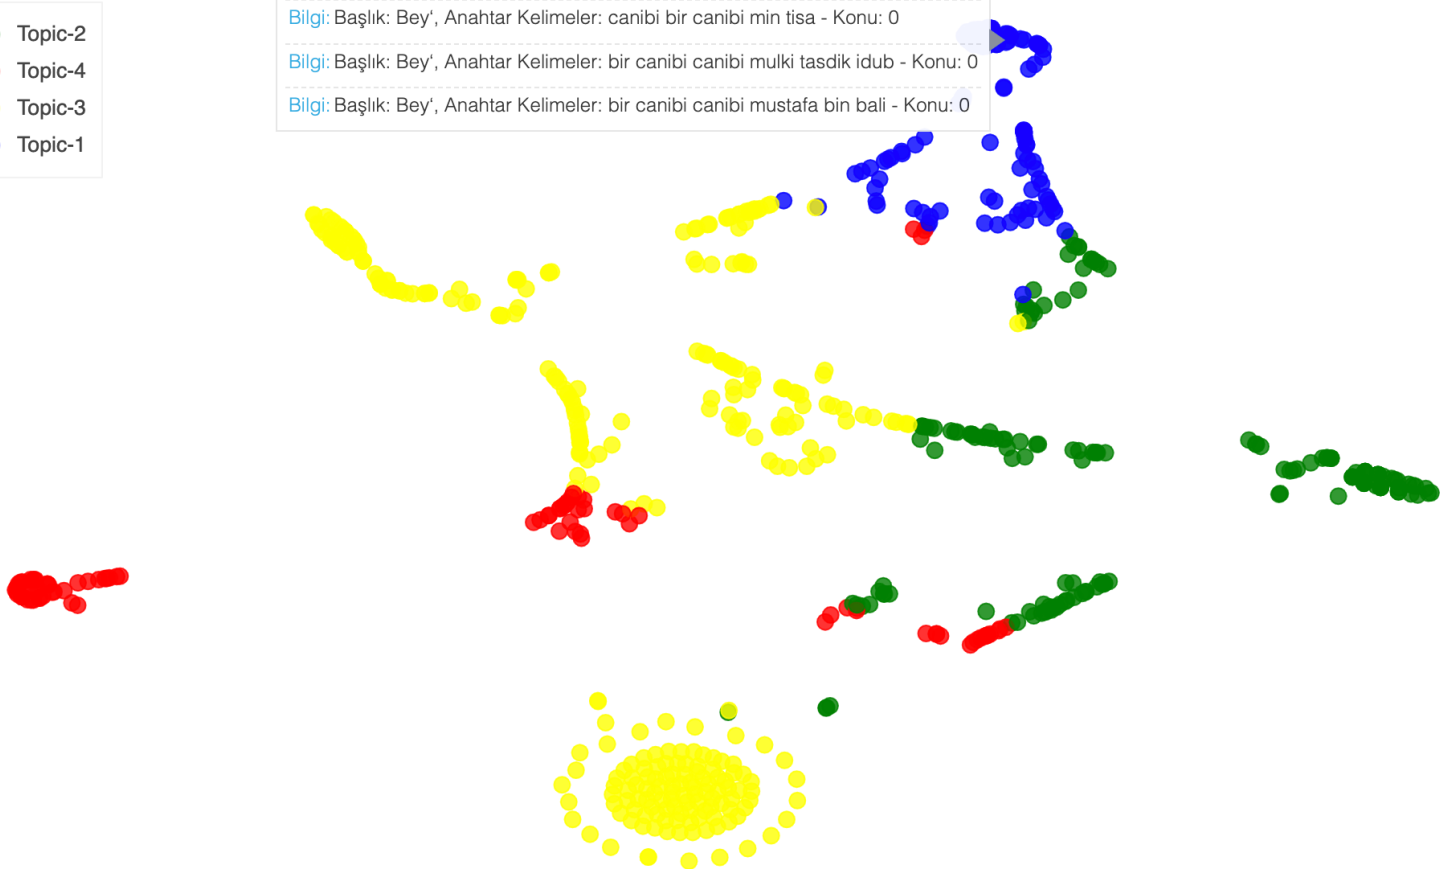 Topic-2
Topic-4
Topic-3
Topic-1
Bilgi: Başlık: Bey‘, Anahtar Kelimeler: canibi bir canibi min tisa - Konu: 0
Bilgi: Başlık: Bey‘, Anahtar Kelimeler: bir canibi canibi mulki tasdik idub - Konu: 0
Bilgi: Başlık: Bey‘, Anahtar Kelimeler: bir canibi canibi mustafa bin bali - Konu: 0